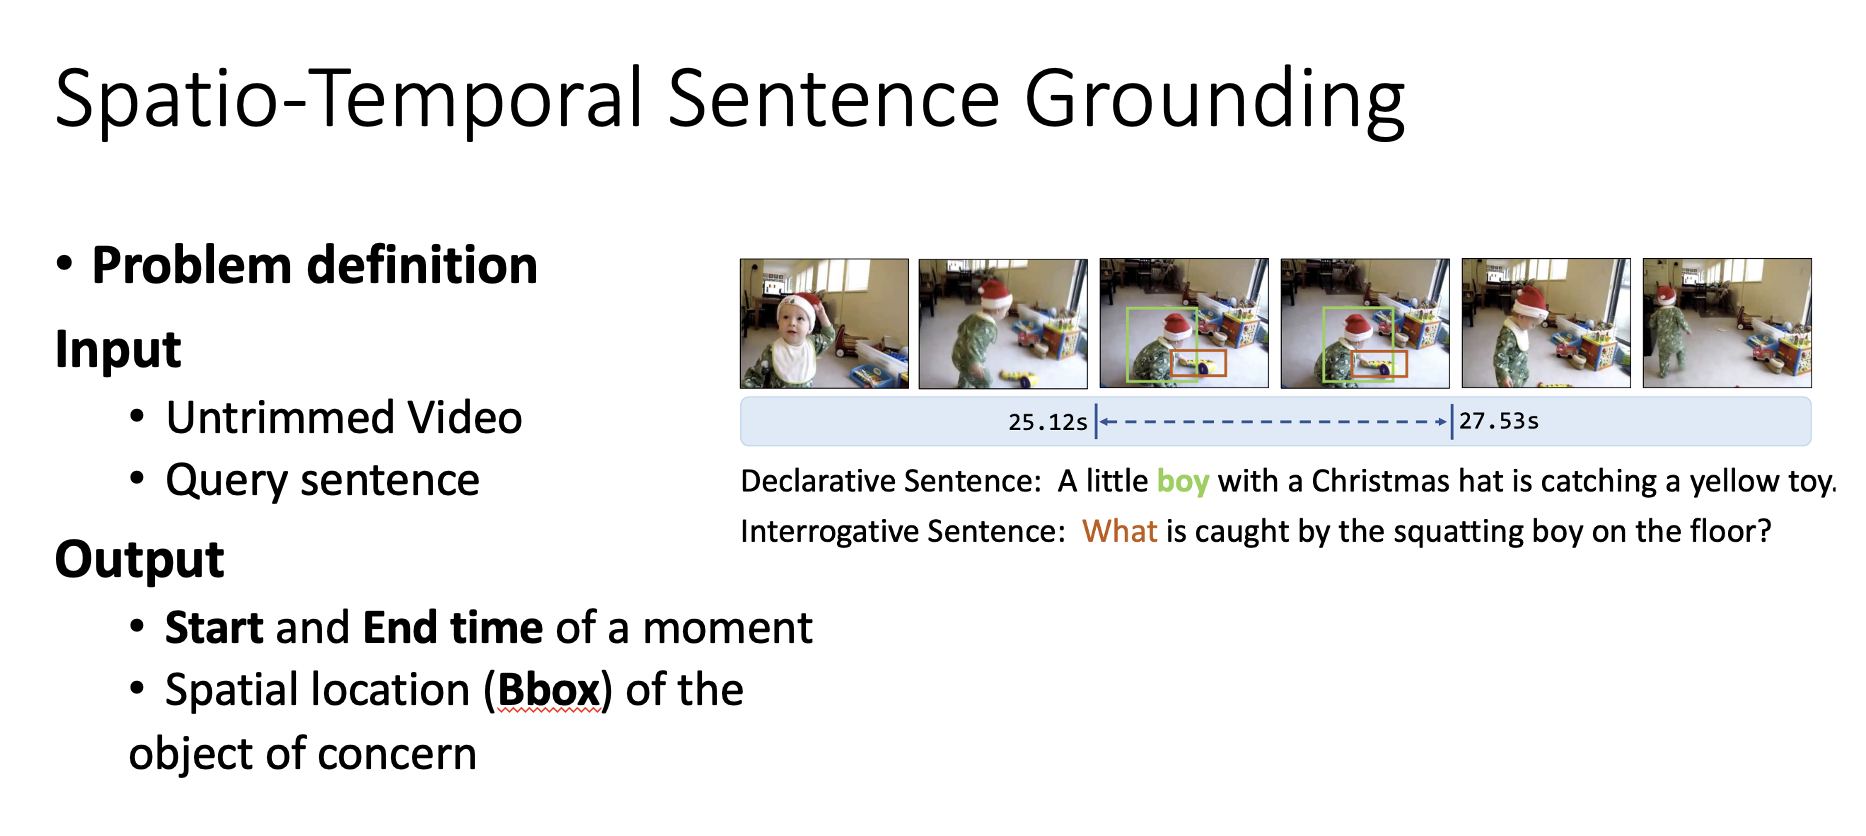 Spatio-Temporal Sentence Grounding
• Problem definition
Input
• Untrimmed Video
• Query sentence
Output
• Start and End time of a moment
• Spatial location (Bbox) of the
object of concern
25.12s 27.53s
Declarative Sentence: A little boy with a Christmas hat is catching a yellow toy.
Interrogative Sentence: What is caught by the squatting boy on the floor?